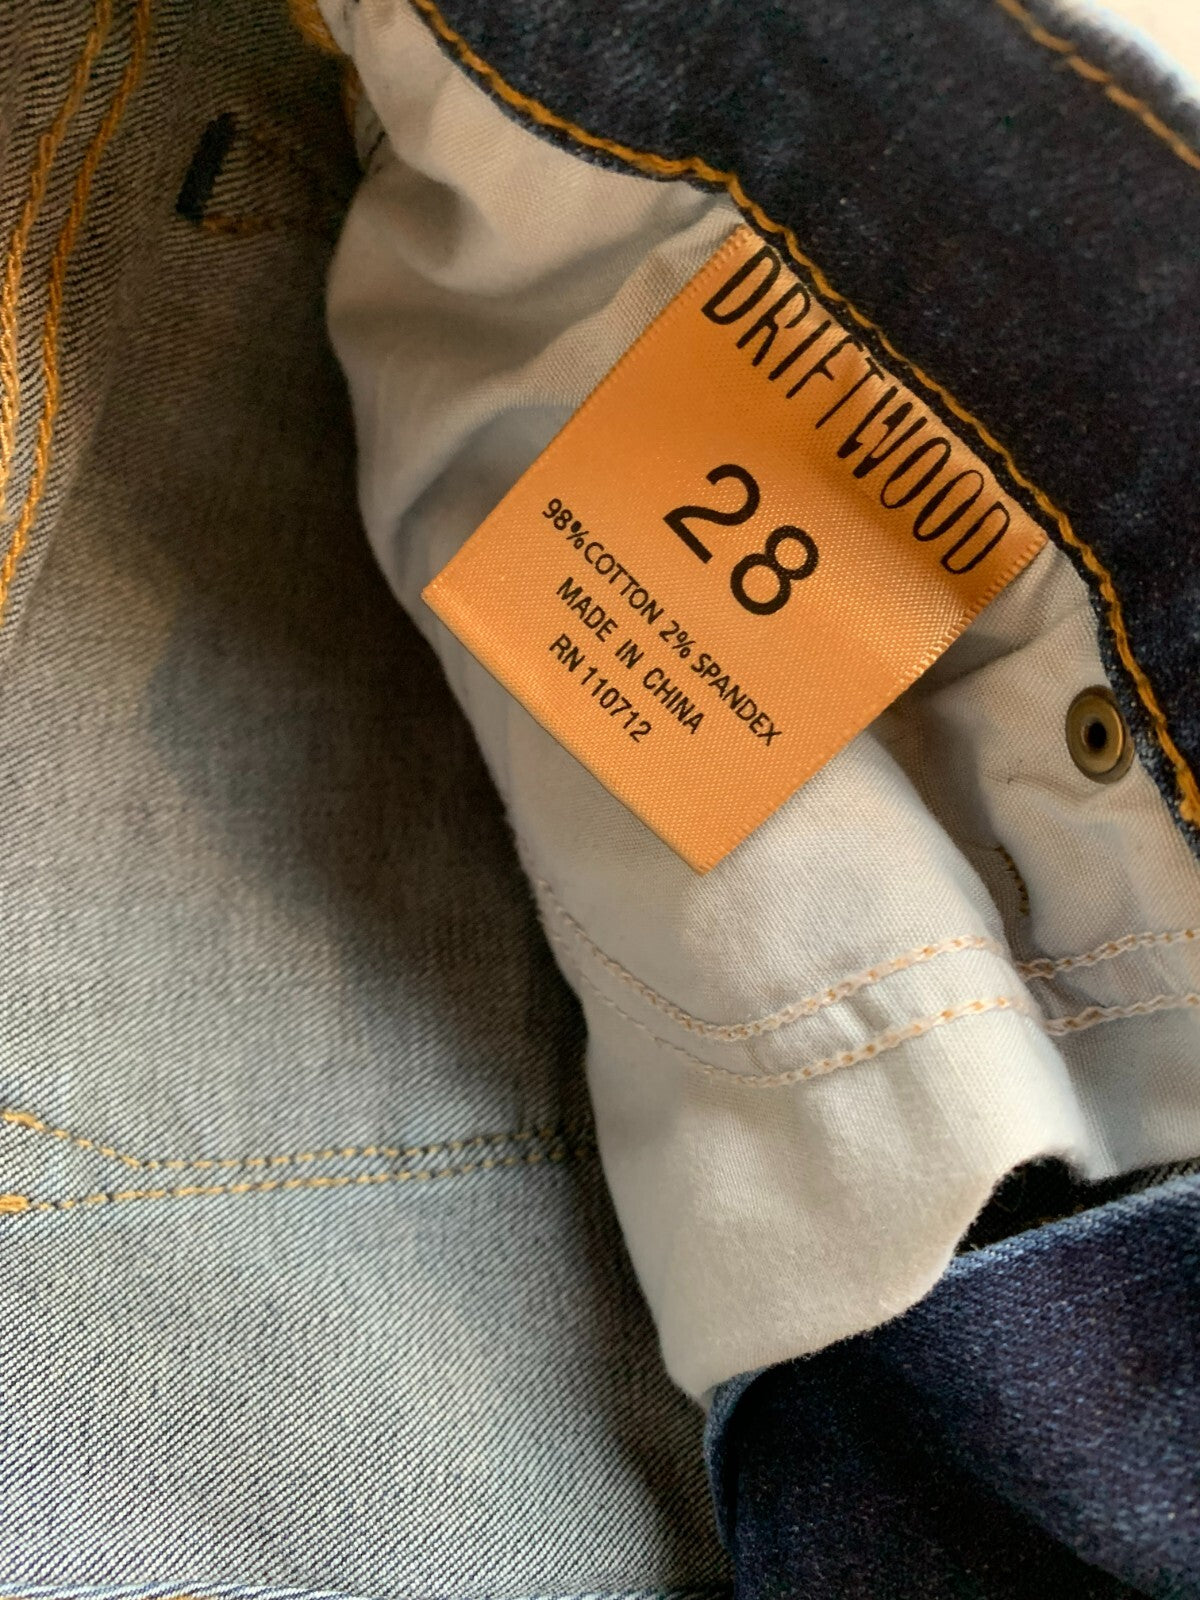 DRIFTWOOD
28
98%COTTON 2% SPANDEX
MADE IN CHINA
RN 110712